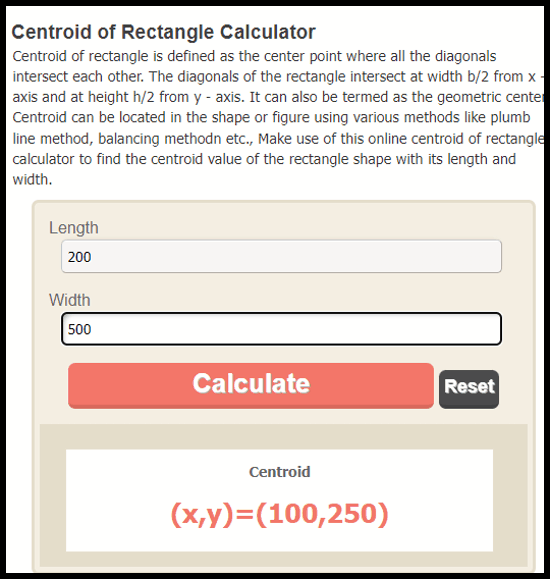 Centroid of Rectangle Calculator
Centroid of rectangle is defined as the center point where all the diagonals
intersect each other. The diagonals of the rectangle intersect at width b/2 from x -
axis and at height h/2 from y - axis. It can also be termed as the geometric center
Centroid can be located in the shape or figure using various methods like plumb
line method, balancing methodn etc., Make use of this online centroid of rectangle
calculator to find the centroid value of the rectangle shape with its length and
width.
Length
200
Width
500
Calculate Reset
Centroid
(x,y)=(100,250)